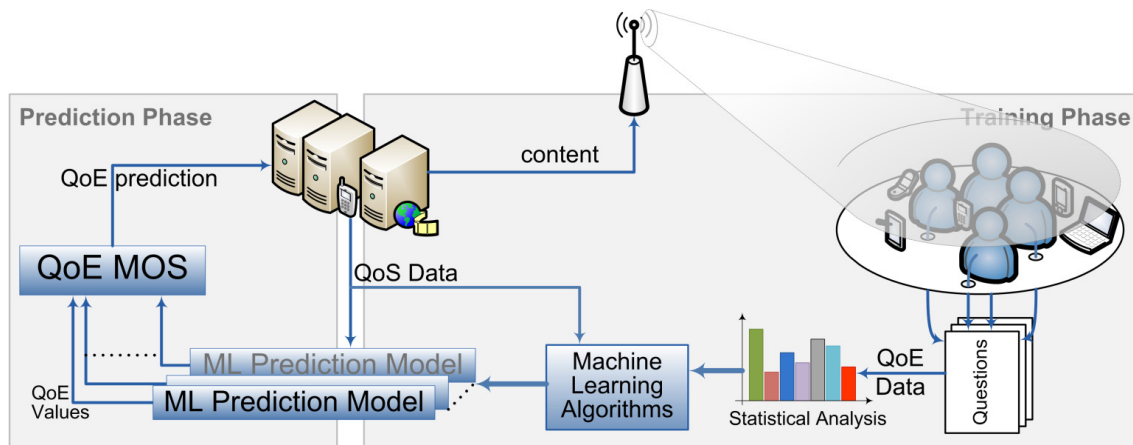 Prediction Phase
Training Phase
content
QoE prediction
QoE MOS
QoS Data
ML Prediction Model
ML Prediction Model
QoE
Values
Machine
Learning
Algorithms
Statistical Analysis
QoE
Data
Questions